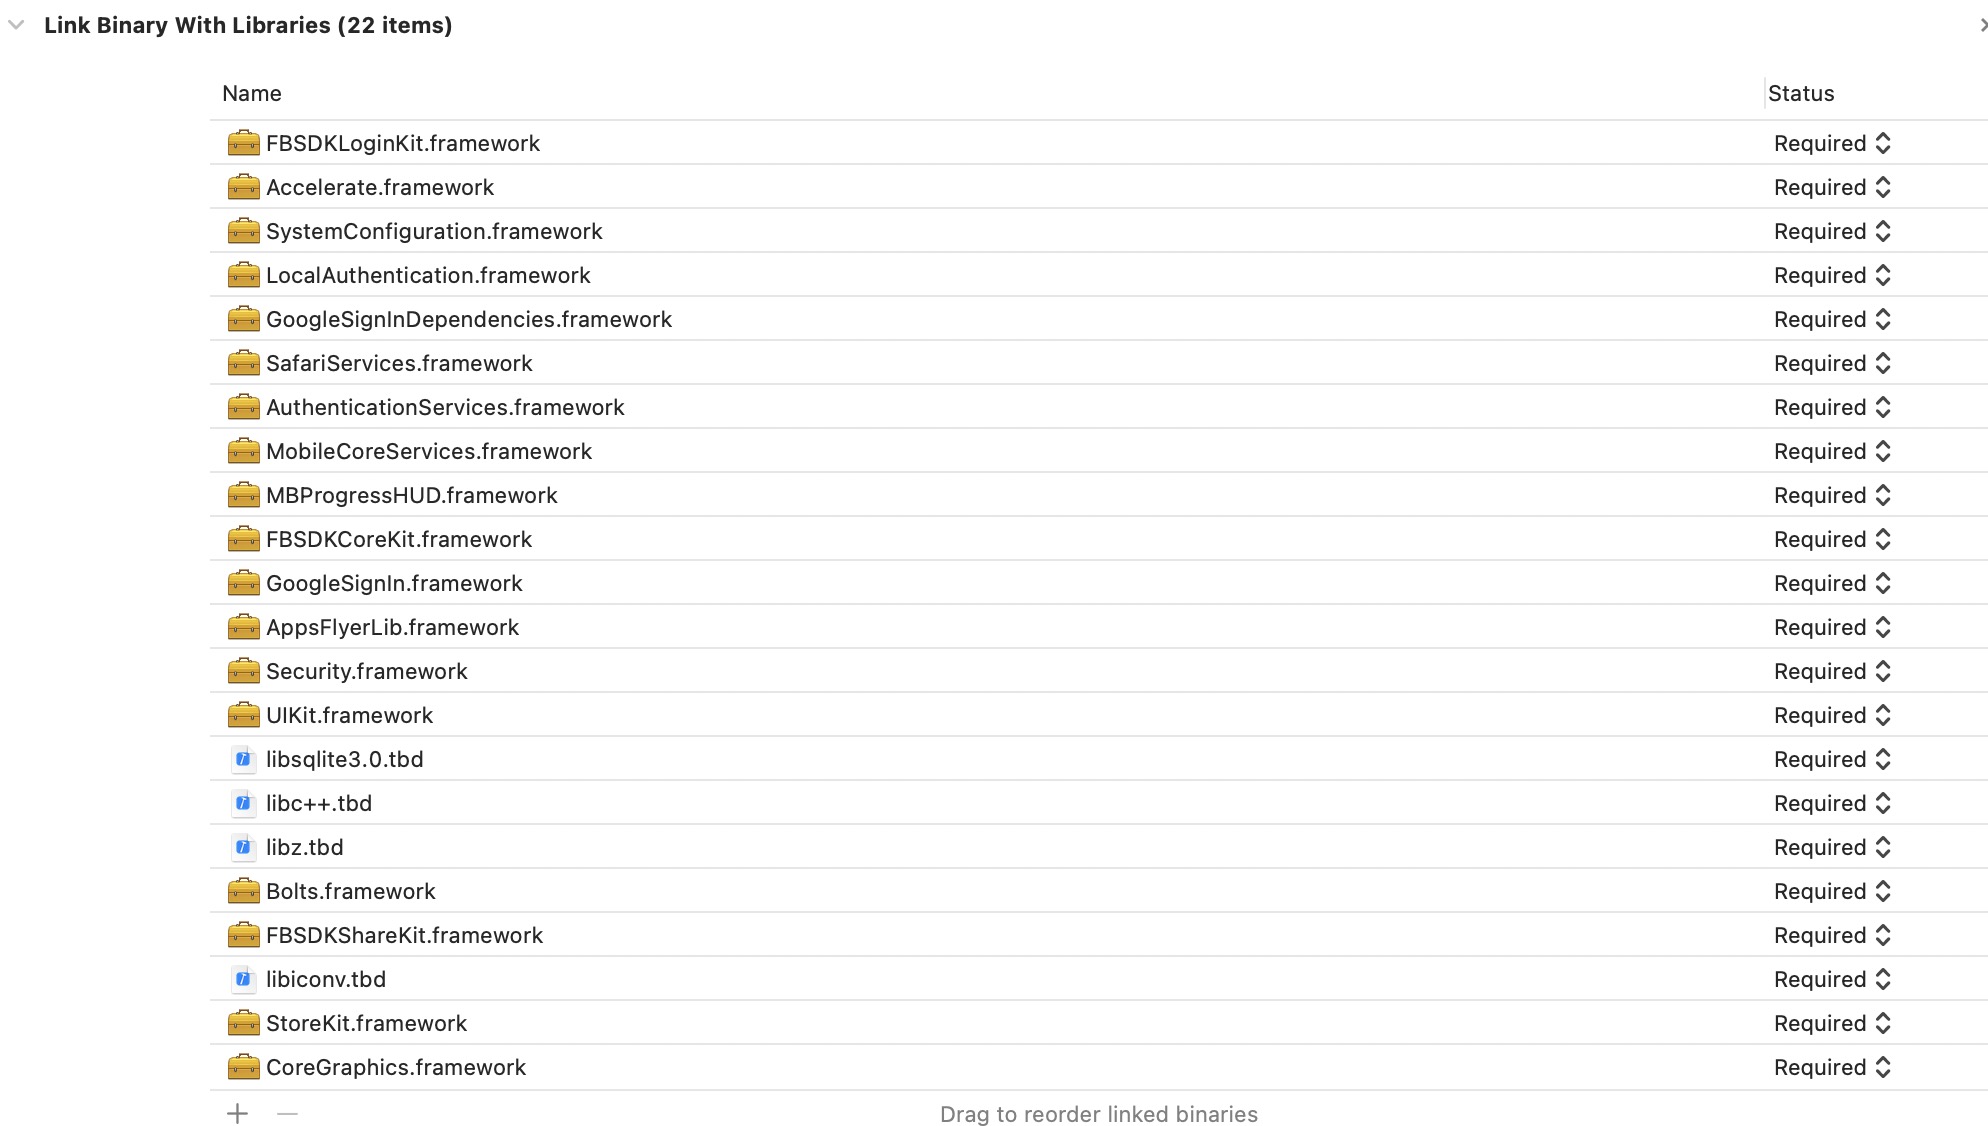 Link Binary With Libraries (22 items)
Name Status
FBSDKLoginKit.framework Required
Accelerate.framework Required
SystemConfiguration.framework Required
LocalAuthentication.framework Required
GoogleSignInDependencies.framework Required
SafariServices.framework Required
AuthenticationServices.framework Required
MobileCoreServices.framework Required
MBProgressHUD.framework Required
FBSDKCoreKit.framework Required
GoogleSignIn.framework Required
AppsFlyerLib.framework Required
Security.framework Required
UIKit.framework Required
libsqlite3.0.tbd Required
libc++.tbd Required
libz.tbd Required
Bolts.framework Required
FBSDKShareKit.framework Required
libiconv.tbd Required
StoreKit.framework Required
CoreGraphics.framework Required
Drag to reorder linked binaries